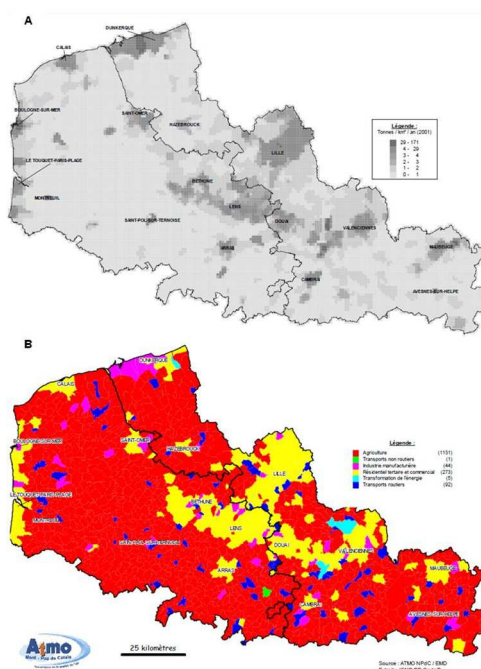 A
DUNKERQUE
CALAIS
BOULOGNE-SUR-MER
SAINT-OMER
HAZEBROUCK
LE TOUQUET-PARIS-PLAGE
LILLE
BETHUNE
MONTREUIL
LENS
SAINT-POL-SUR-TERNOISE
DOUAI
VALENCIENNES
ARRAS
MAUBEUGE
CAMBRAI
AVESNES-SUR-HELPE
Légende :
Tonnes / km² / an (2001)
29 - 171
4 - 29
3 - 4
2 - 3
1 - 2
0 - 1
B
DUNKERQUE
CALAIS
BOULOGNE-SUR-MER
SAINT-OMER
HAZEBROUCK
LILLE
LE TOUQUET-PARIS-PLAGE
BETHUNE
MONTREUIL
LENS
SAINT-POL-SUR-TERNOISE
DOUAI
VALENCIENNES
ARRAS
MAUBEUGE
CAMBRAI
AVESNES-SUR-HELPE
Légende :
Agriculture (1131)
Transports non routiers (1)
Industrie manufacturière (44)
Résidentiel tertaire et commercial (273)
Transformation de l'énergie (5)
Transports routiers (92)
Atmo
Nord - Pas de Calais
25 kilomètres
Source : ATMO NPdC / EMD